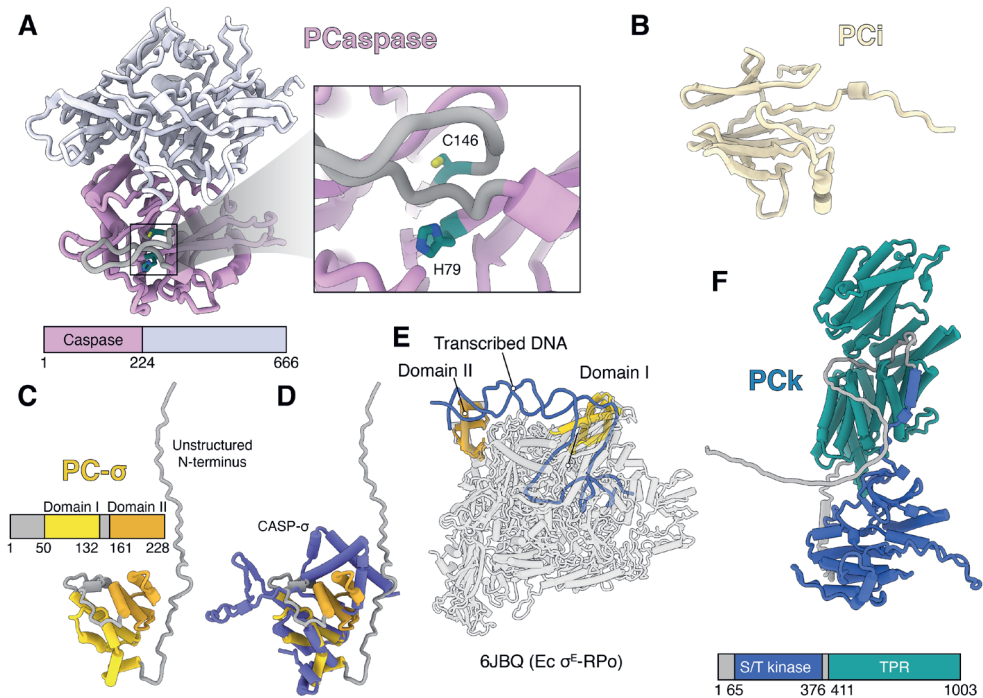 A
PCaspase
C146
H79
Caspase
1 224 666
B
PCi
C
Unstructured
N-terminus
PC-σ
Domain I Domain II
1 50 132 161 228
D
CASP-σ
E
Transcribed DNA
Domain II
Domain I
6JBQ (Ec σᴱ-RPo)
F
PCk
S/T kinase TPR
1 65 376 411 1003